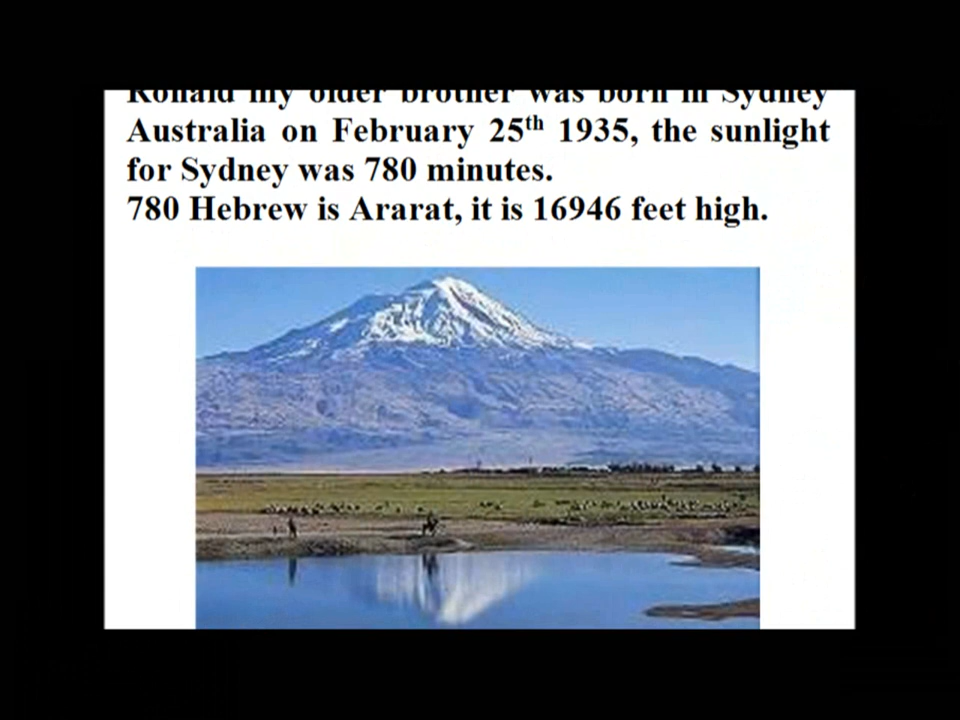 Ronald my older brother was born in Sydney
Australia on February 25th 1935, the sunlight
for Sydney was 780 minutes.
780 Hebrew is Ararat, it is 16946 feet high.